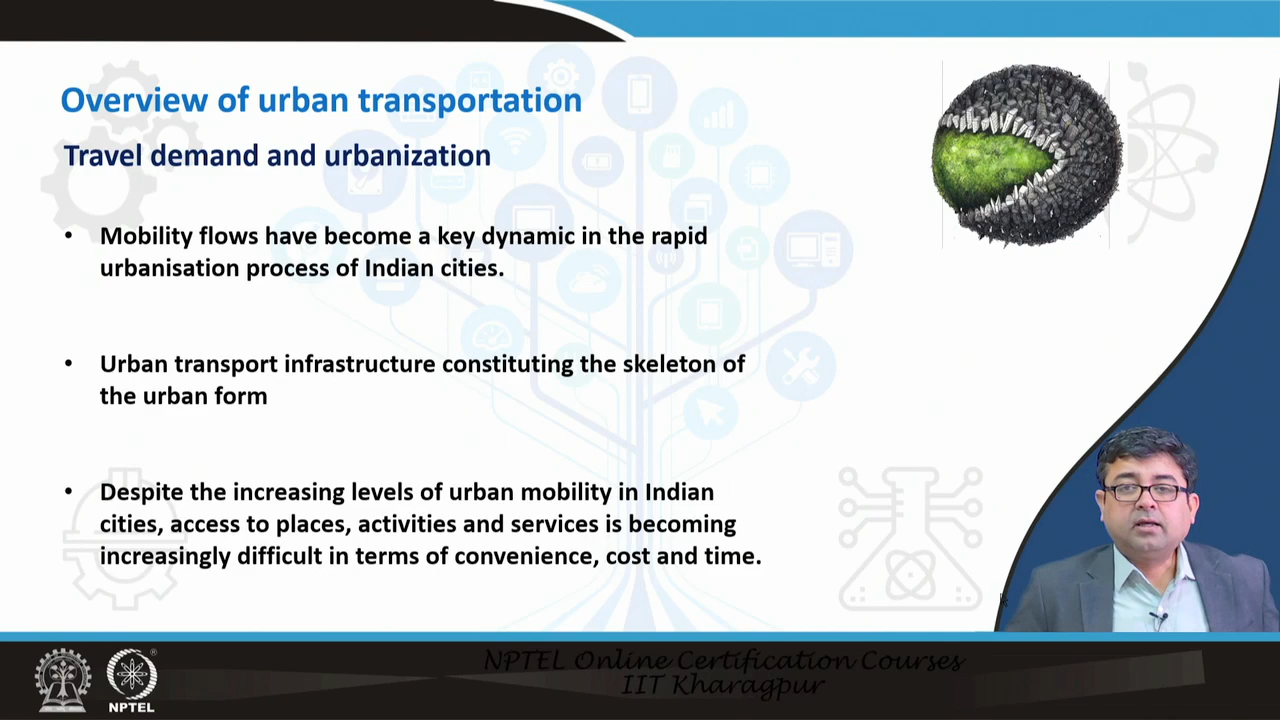 Overview of urban transportation
Travel demand and urbanization
• Mobility flows have become a key dynamic in the rapid
urbanisation process of Indian cities.
• Urban transport infrastructure constituting the skeleton of
the urban form
• Despite the increasing levels of urban mobility in Indian
cities, access to places, activities and services is becoming
increasingly difficult in terms of convenience, cost and time.
NPTEL Online Certification Courses
IIT Kharagpur
®
NPTEL